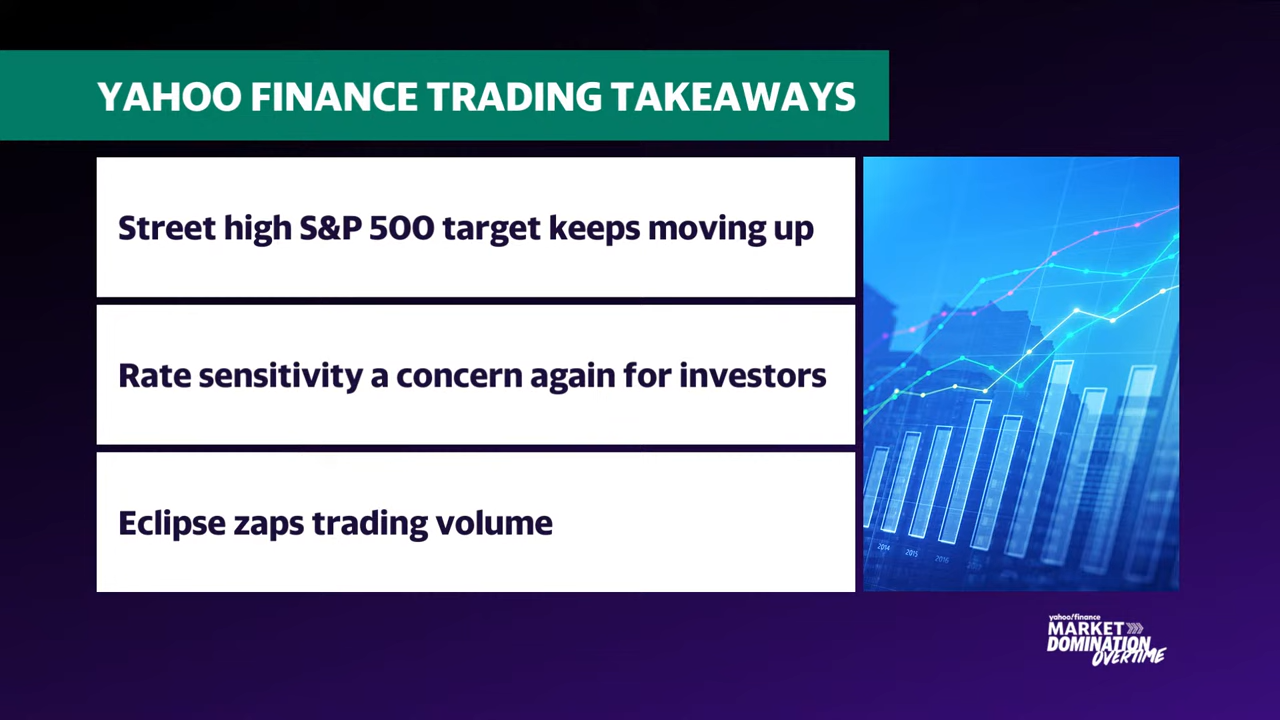 YAHOO FINANCE TRADING TAKEAWAYS
Street high S&P 500 target keeps moving up
Rate sensitivity a concern again for investors
Eclipse zaps trading volume
2014
2015
2016
yahoo!finance
MARKET
DOMINATION
OVERTIME